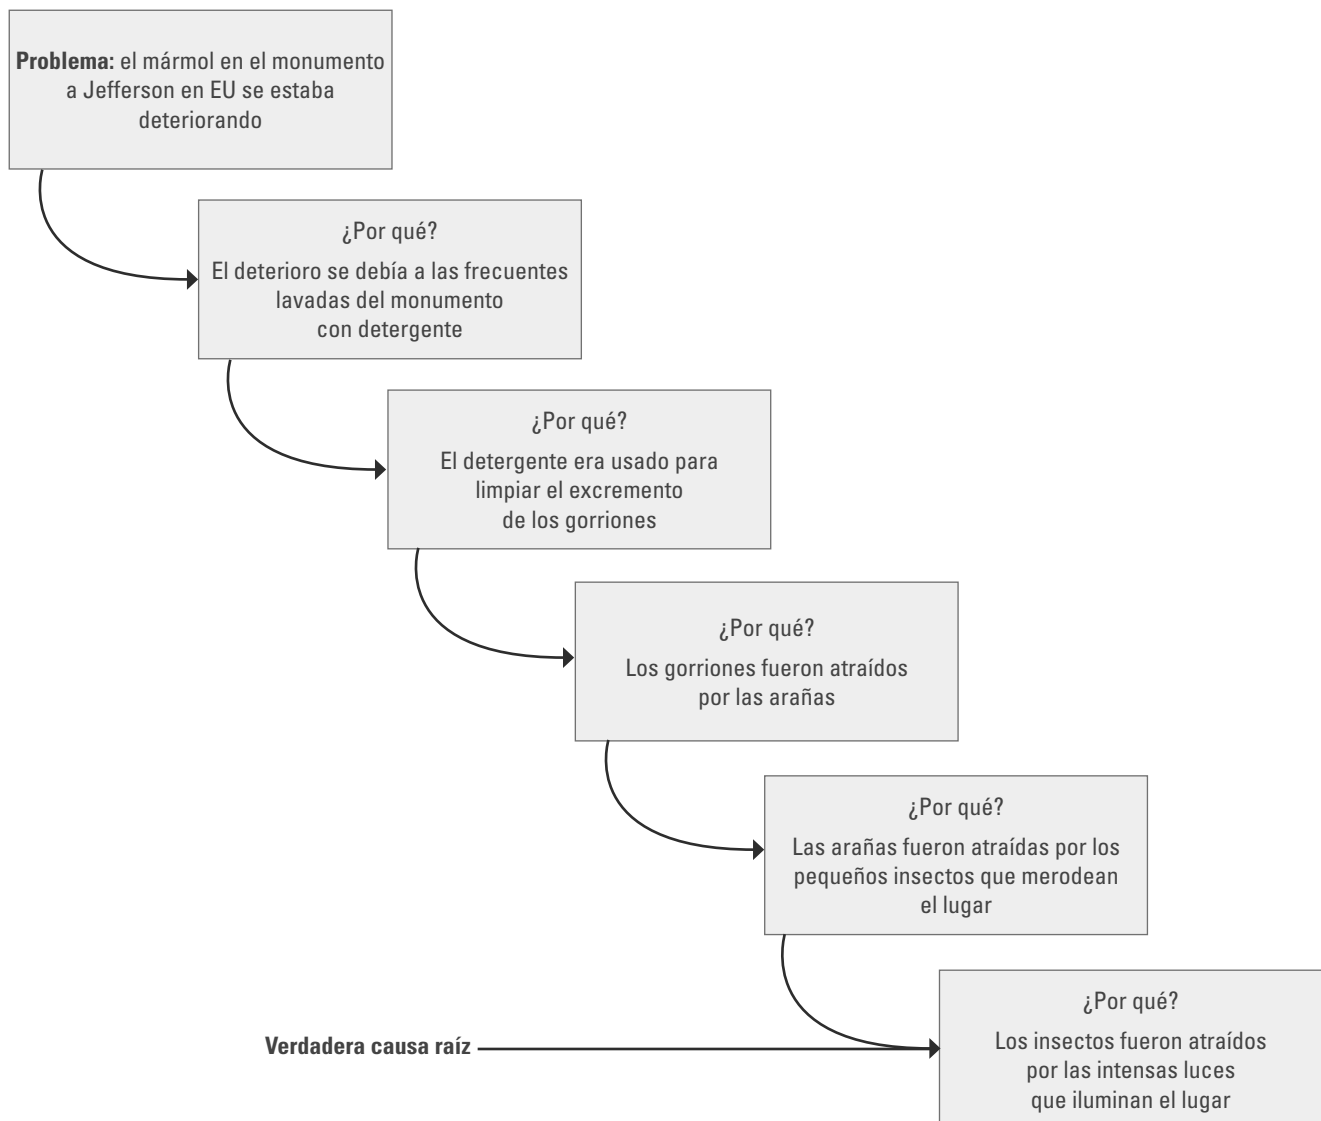 Problema: el mármol en el monumento
a Jefferson en EU se estaba
deteriorando
¿Por qué?
El deterioro se debía a las frecuentes
lavadas del monumento
con detergente
¿Por qué?
El detergente era usado para
limpiar el excremento
de los gorriones
¿Por qué?
Los gorriones fueron atraídos
por las arañas
¿Por qué?
Las arañas fueron atraídas por los
pequeños insectos que merodean
el lugar
Verdadera causa raíz
¿Por qué?
Los insectos fueron atraídos
por las intensas luces
que iluminan el lugar